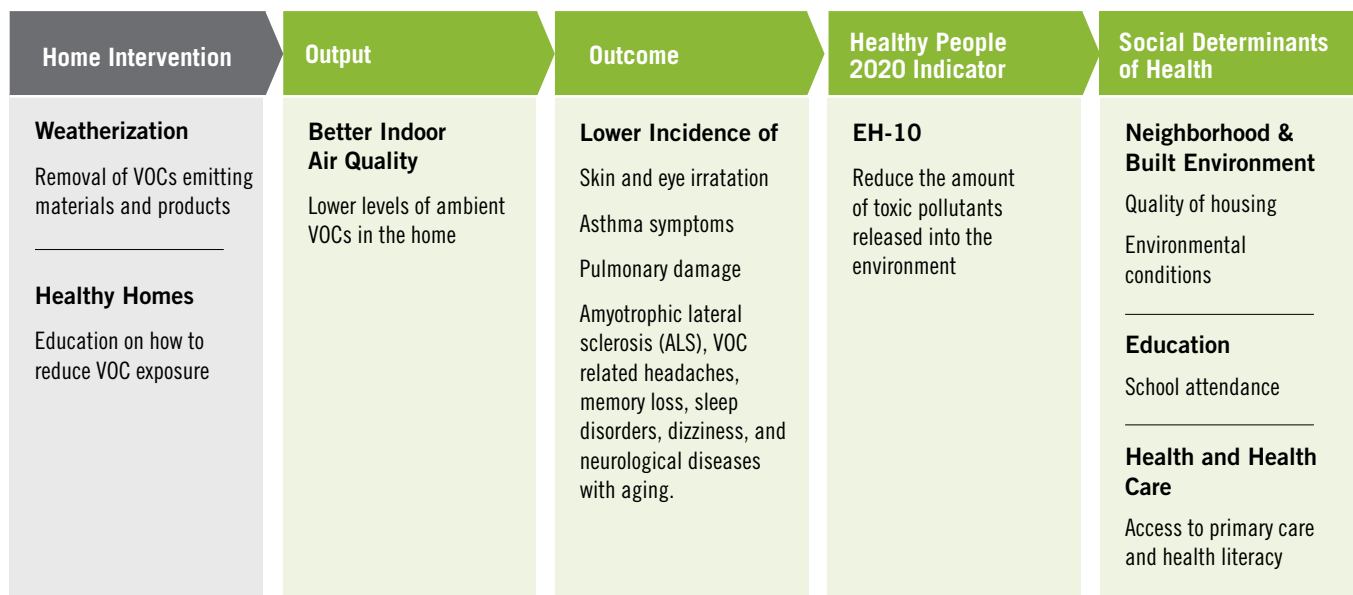 Home Intervention
Output
Outcome
Healthy People
2020 Indicator
Social Determinants
of Health
Weatherization
Removal of VOCs emitting
materials and products
Healthy Homes
Education on how to
reduce VOC exposure
Better Indoor
Air Quality
Lower levels of ambient
VOCs in the home
Lower Incidence of
Skin and eye irratation
Asthma symptoms
Pulmonary damage
Amyotrophic lateral
sclerosis (ALS), VOC
related headaches,
memory loss, sleep
disorders, dizziness, and
neurological diseases
with aging.
EH-10
Reduce the amount
of toxic pollutants
released into the
environment
Neighborhood &
Built Environment
Quality of housing
Environmental
conditions
Education
School attendance
Health and Health
Care
Access to primary care
and health literacy